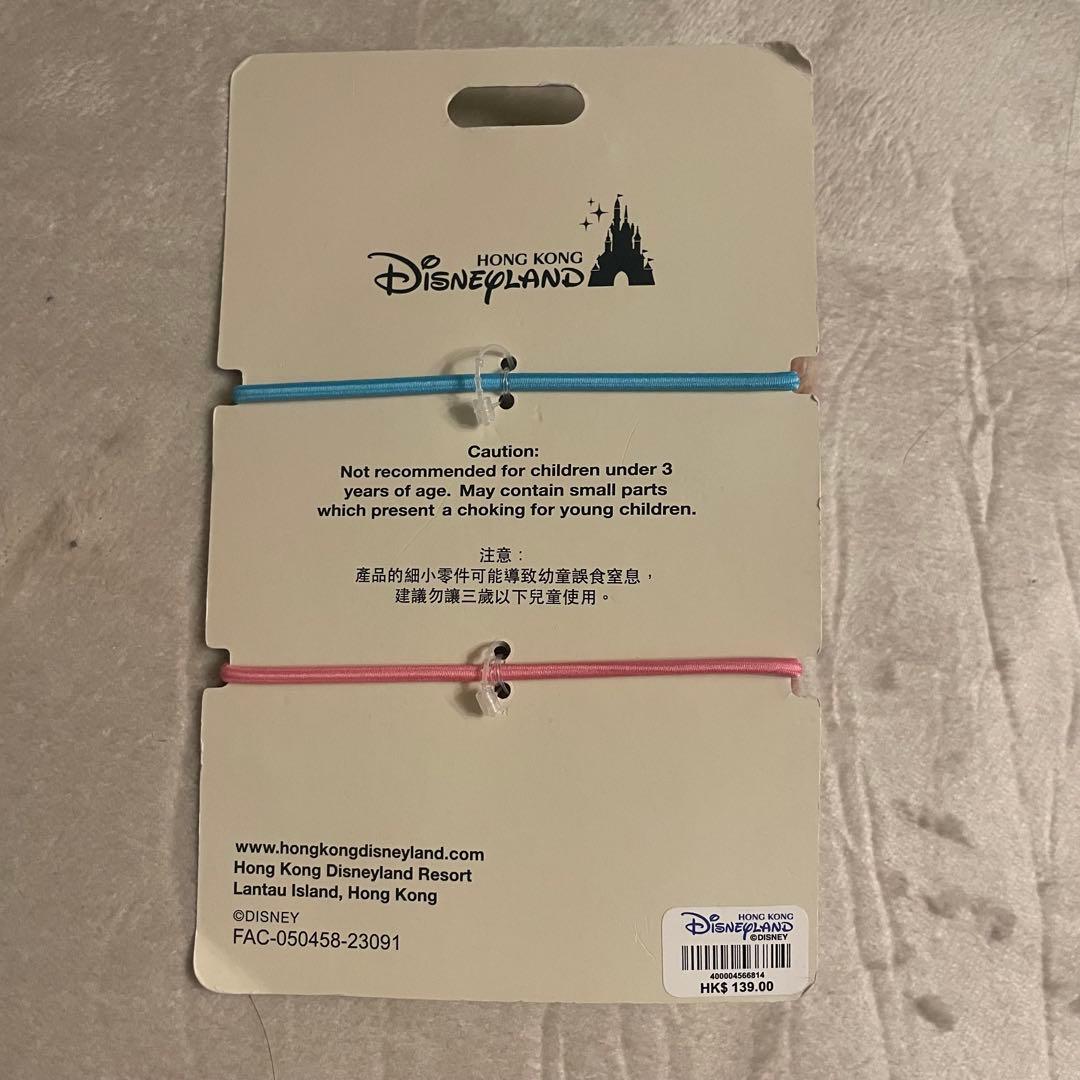 HONG KONG
DISNEYLAND
Caution:
Not recommended for children under 3
years of age. May contain small parts
which present a choking for young children.
注意：
產品的細小零件可能導致幼童誤食窒息，
建議勿讓三歲以下兒童使用。
www.hongkongdisneyland.com
Hong Kong Disneyland Resort
Lantau Island, Hong Kong
©DISNEY
FAC-050458-23091
HONG KONG
DISNEYLAND
©DISNEY
400004566814
HK$ 139.00